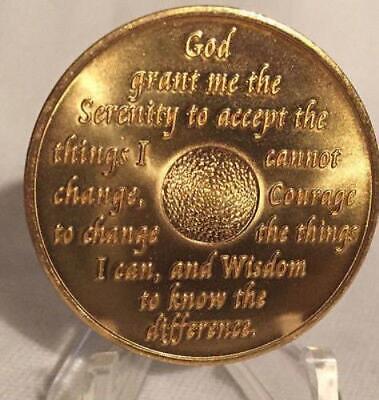 God
grant me the
Serenity to accept the
things I cannot
change, Courage
to change the things
I can, and Wisdom
to know the
difference.